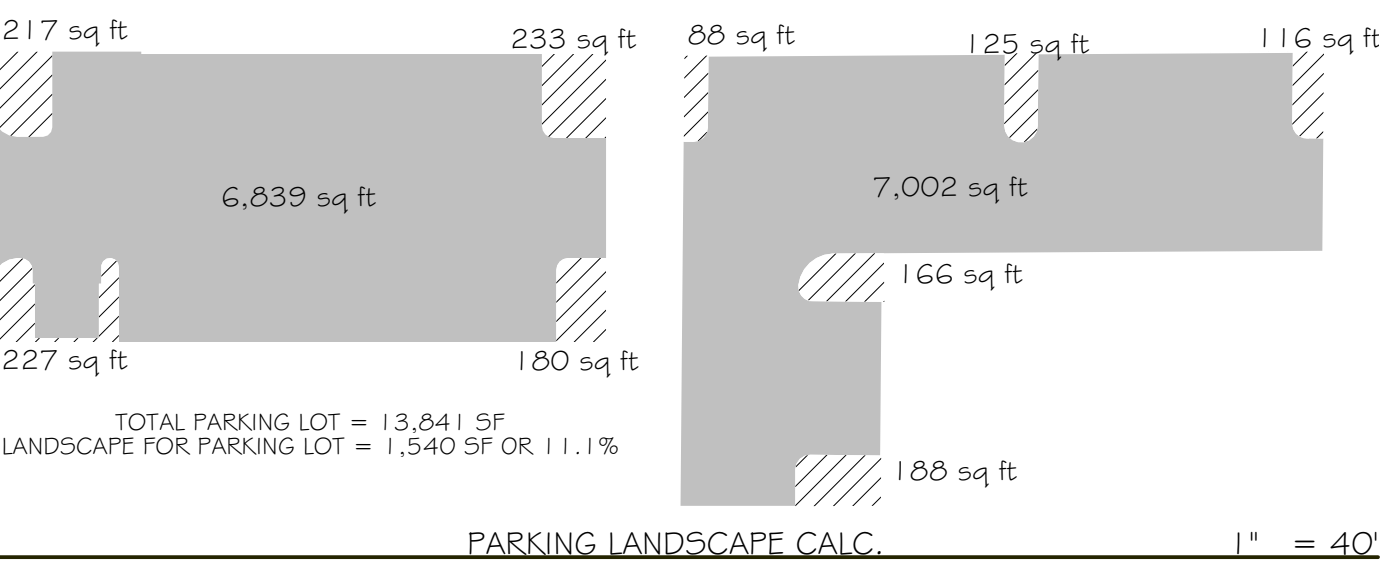 217 sq ft
233 sq ft
88 sq ft
125 sq ft
116 sq ft
6,839 sq ft
7,002 sq ft
166 sq ft
227 sq ft
180 sq ft
TOTAL PARKING LOT = 13,841 SF
LANDSCAPE FOR PARKING LOT = 1,540 SF OR 11.1%
188 sq ft
PARKING LANDSCAPE CALC.
1" = 40'